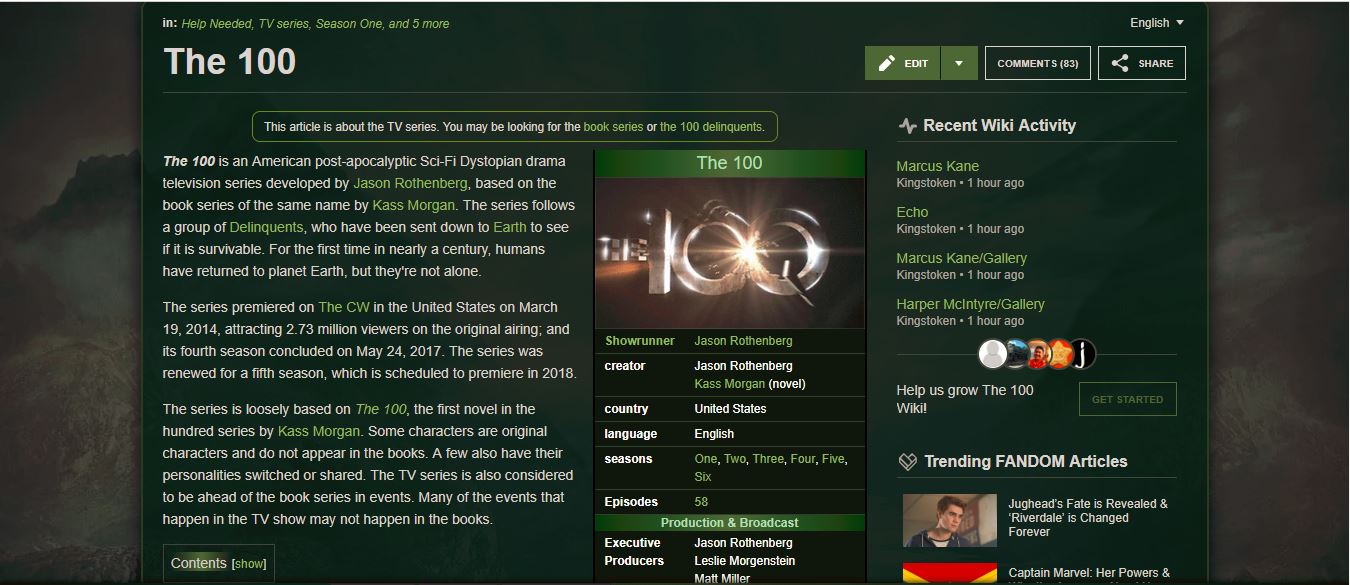 in: Help Needed, TV series, Season One, and 5 more
English
The 100
EDIT
COMMENTS (83)
SHARE
This article is about the TV series. You may be looking for the book series or the 100 delinquents.
The 100 is an American post-apocalyptic Sci-Fi Dystopian drama
television series developed by Jason Rothenberg, based on the
book series of the same name by Kass Morgan. The series follows
a group of Delinquents, who have been sent down to Earth to see
if it is survivable. For the first time in nearly a century, humans
have returned to planet Earth, but they're not alone.
The series premiered on The CW in the United States on March
19, 2014, attracting 2.73 million viewers on the original airing; and
its fourth season concluded on May 24, 2017. The series was
renewed for a fifth season, which is scheduled to premiere in 2018.
The series is loosely based on The 100, the first novel in the
hundred series by Kass Morgan. Some characters are original
characters and do not appear in the books. A few also have their
personalities switched or shared. The TV series is also considered
to be ahead of the book series in events. Many of the events that
happen in the TV show may not happen in the books.
Contents [show]
The 100
THE 100
Showrunner Jason Rothenberg
creator Jason Rothenberg
Kass Morgan (novel)
country United States
language English
seasons One, Two, Three, Four, Five,
Six
Episodes 58
Production & Broadcast
Executive Jason Rothenberg
Producers Leslie Morgenstein
Matt Miller
Recent Wiki Activity
Marcus Kane
Kingstoken • 1 hour ago
Echo
Kingstoken • 1 hour ago
Marcus Kane/Gallery
Kingstoken • 1 hour ago
Harper McIntyre/Gallery
Kingstoken • 1 hour ago
j
Help us grow The 100
Wiki!
GET STARTED
Trending FANDOM Articles
Jughead's Fate is Revealed &
'Riverdale' is Changed
Forever
Captain Marvel: Her Powers &